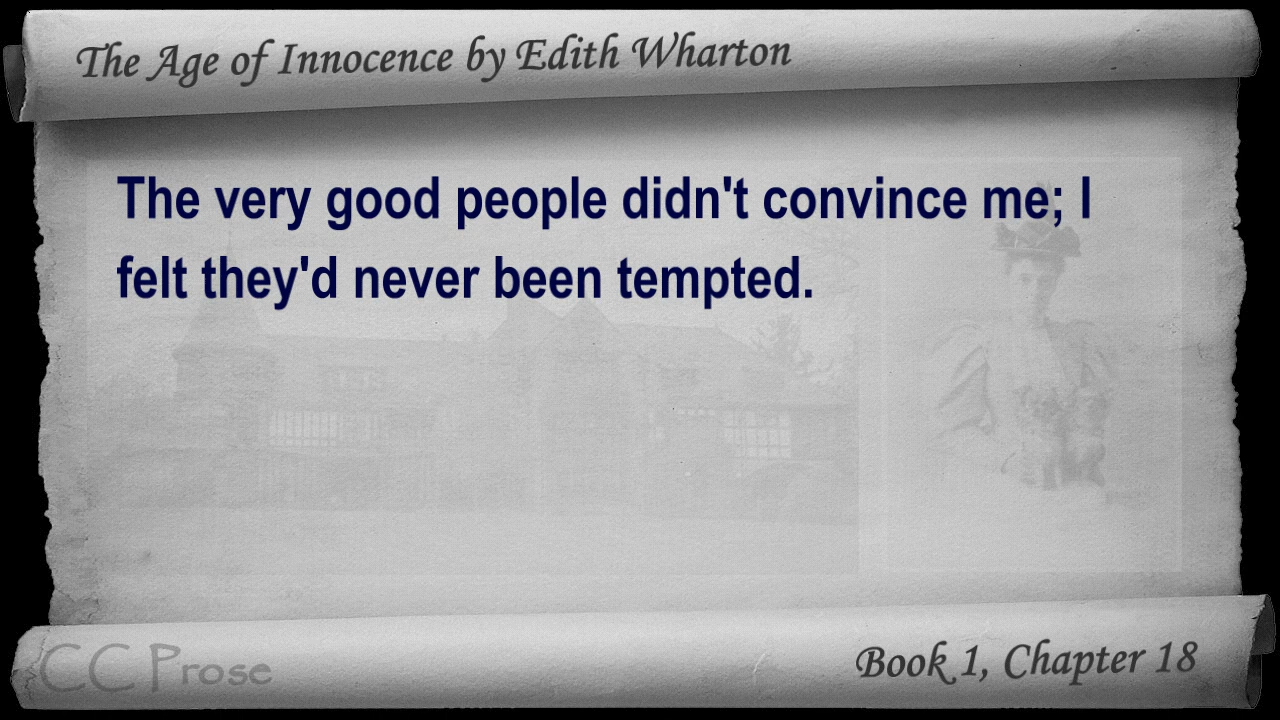 The Age of Innocence by Edith Wharton
The very good people didn't convince me; I
felt they'd never been tempted.
CC Prose
Book 1, Chapter 18